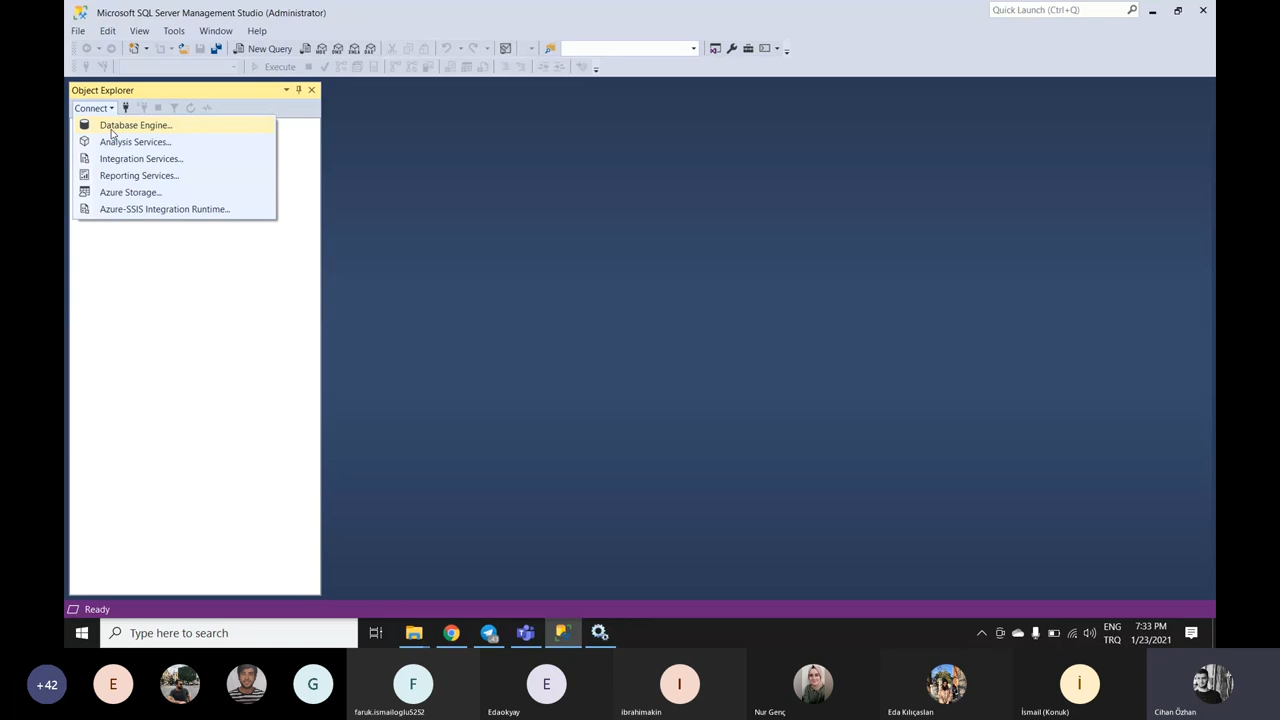 Microsoft SQL Server Management Studio (Administrator)
Quick Launch (Ctrl+Q)
File Edit View Tools Window Help
New Query
Execute
Object Explorer
Connect
Database Engine...
Analysis Services...
Integration Services...
Reporting Services...
Azure Storage...
Azure-SSIS Integration Runtime...
Ready
Type here to search
ENG
TRQ
7:33 PM
1/23/2021
+42
E
G
F
E
I
İ
faruk.ismailoglu5252
Edaokyay
ibrahimakin
Nur Genç
Eda Kılıçaslan
İsmail (Konuk)
Cihan Özhan